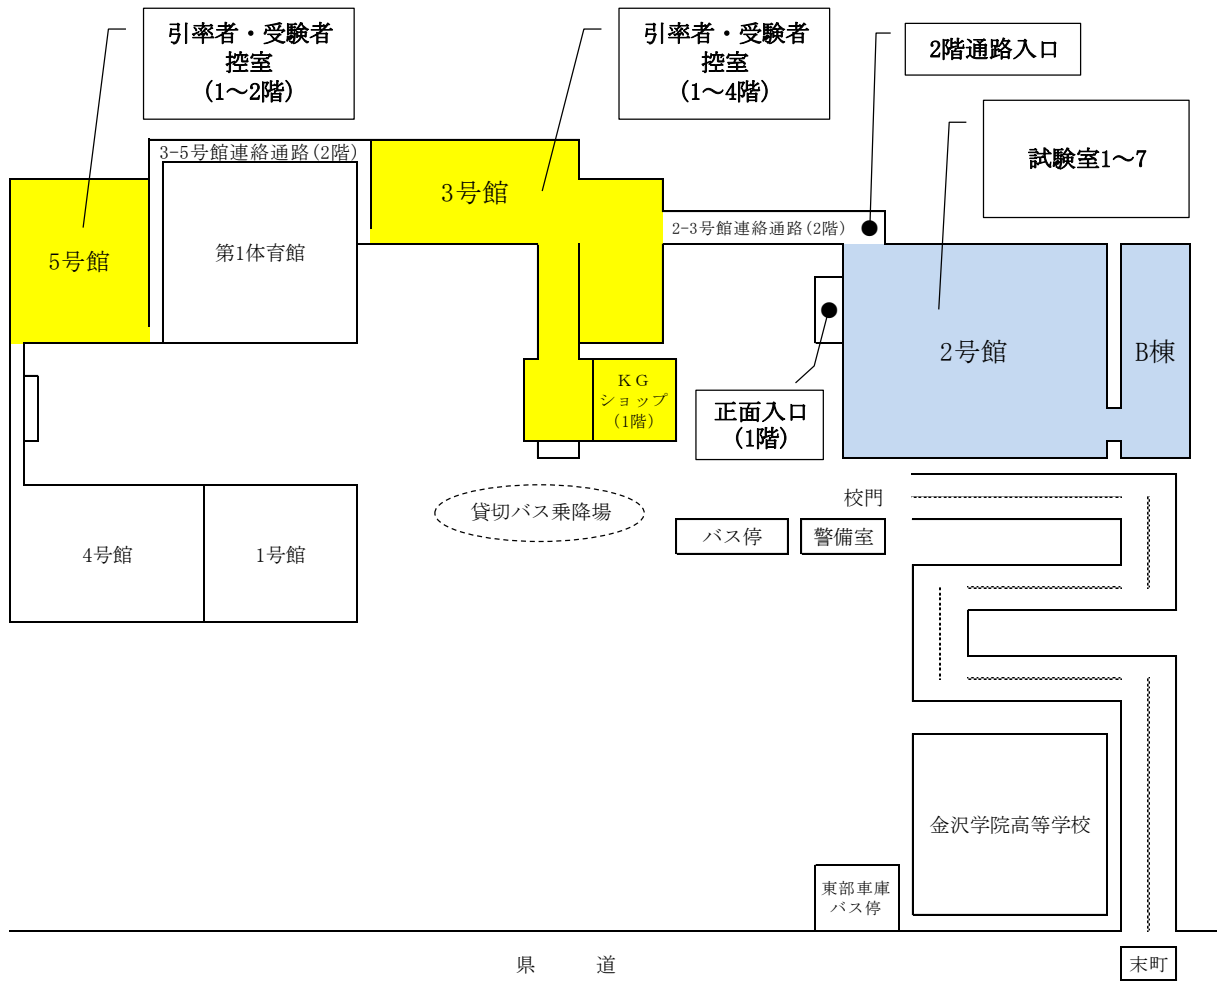 引率者・受験者
控室
(1～2階)
引率者・受験者
控室
(1～4階)
2階通路入口
試験室1～7
3-5号館連絡通路(2階)
3号館
2-3号館連絡通路(2階)
5号館
第1体育館
2号館
B棟
ＫＧ
ショップ
(1階)
正面入口
(1階)
貸切バス乗降場
校門
バス停
警備室
4号館
1号館
金沢学院高等学校
東部車庫
バス停
県　道
末町